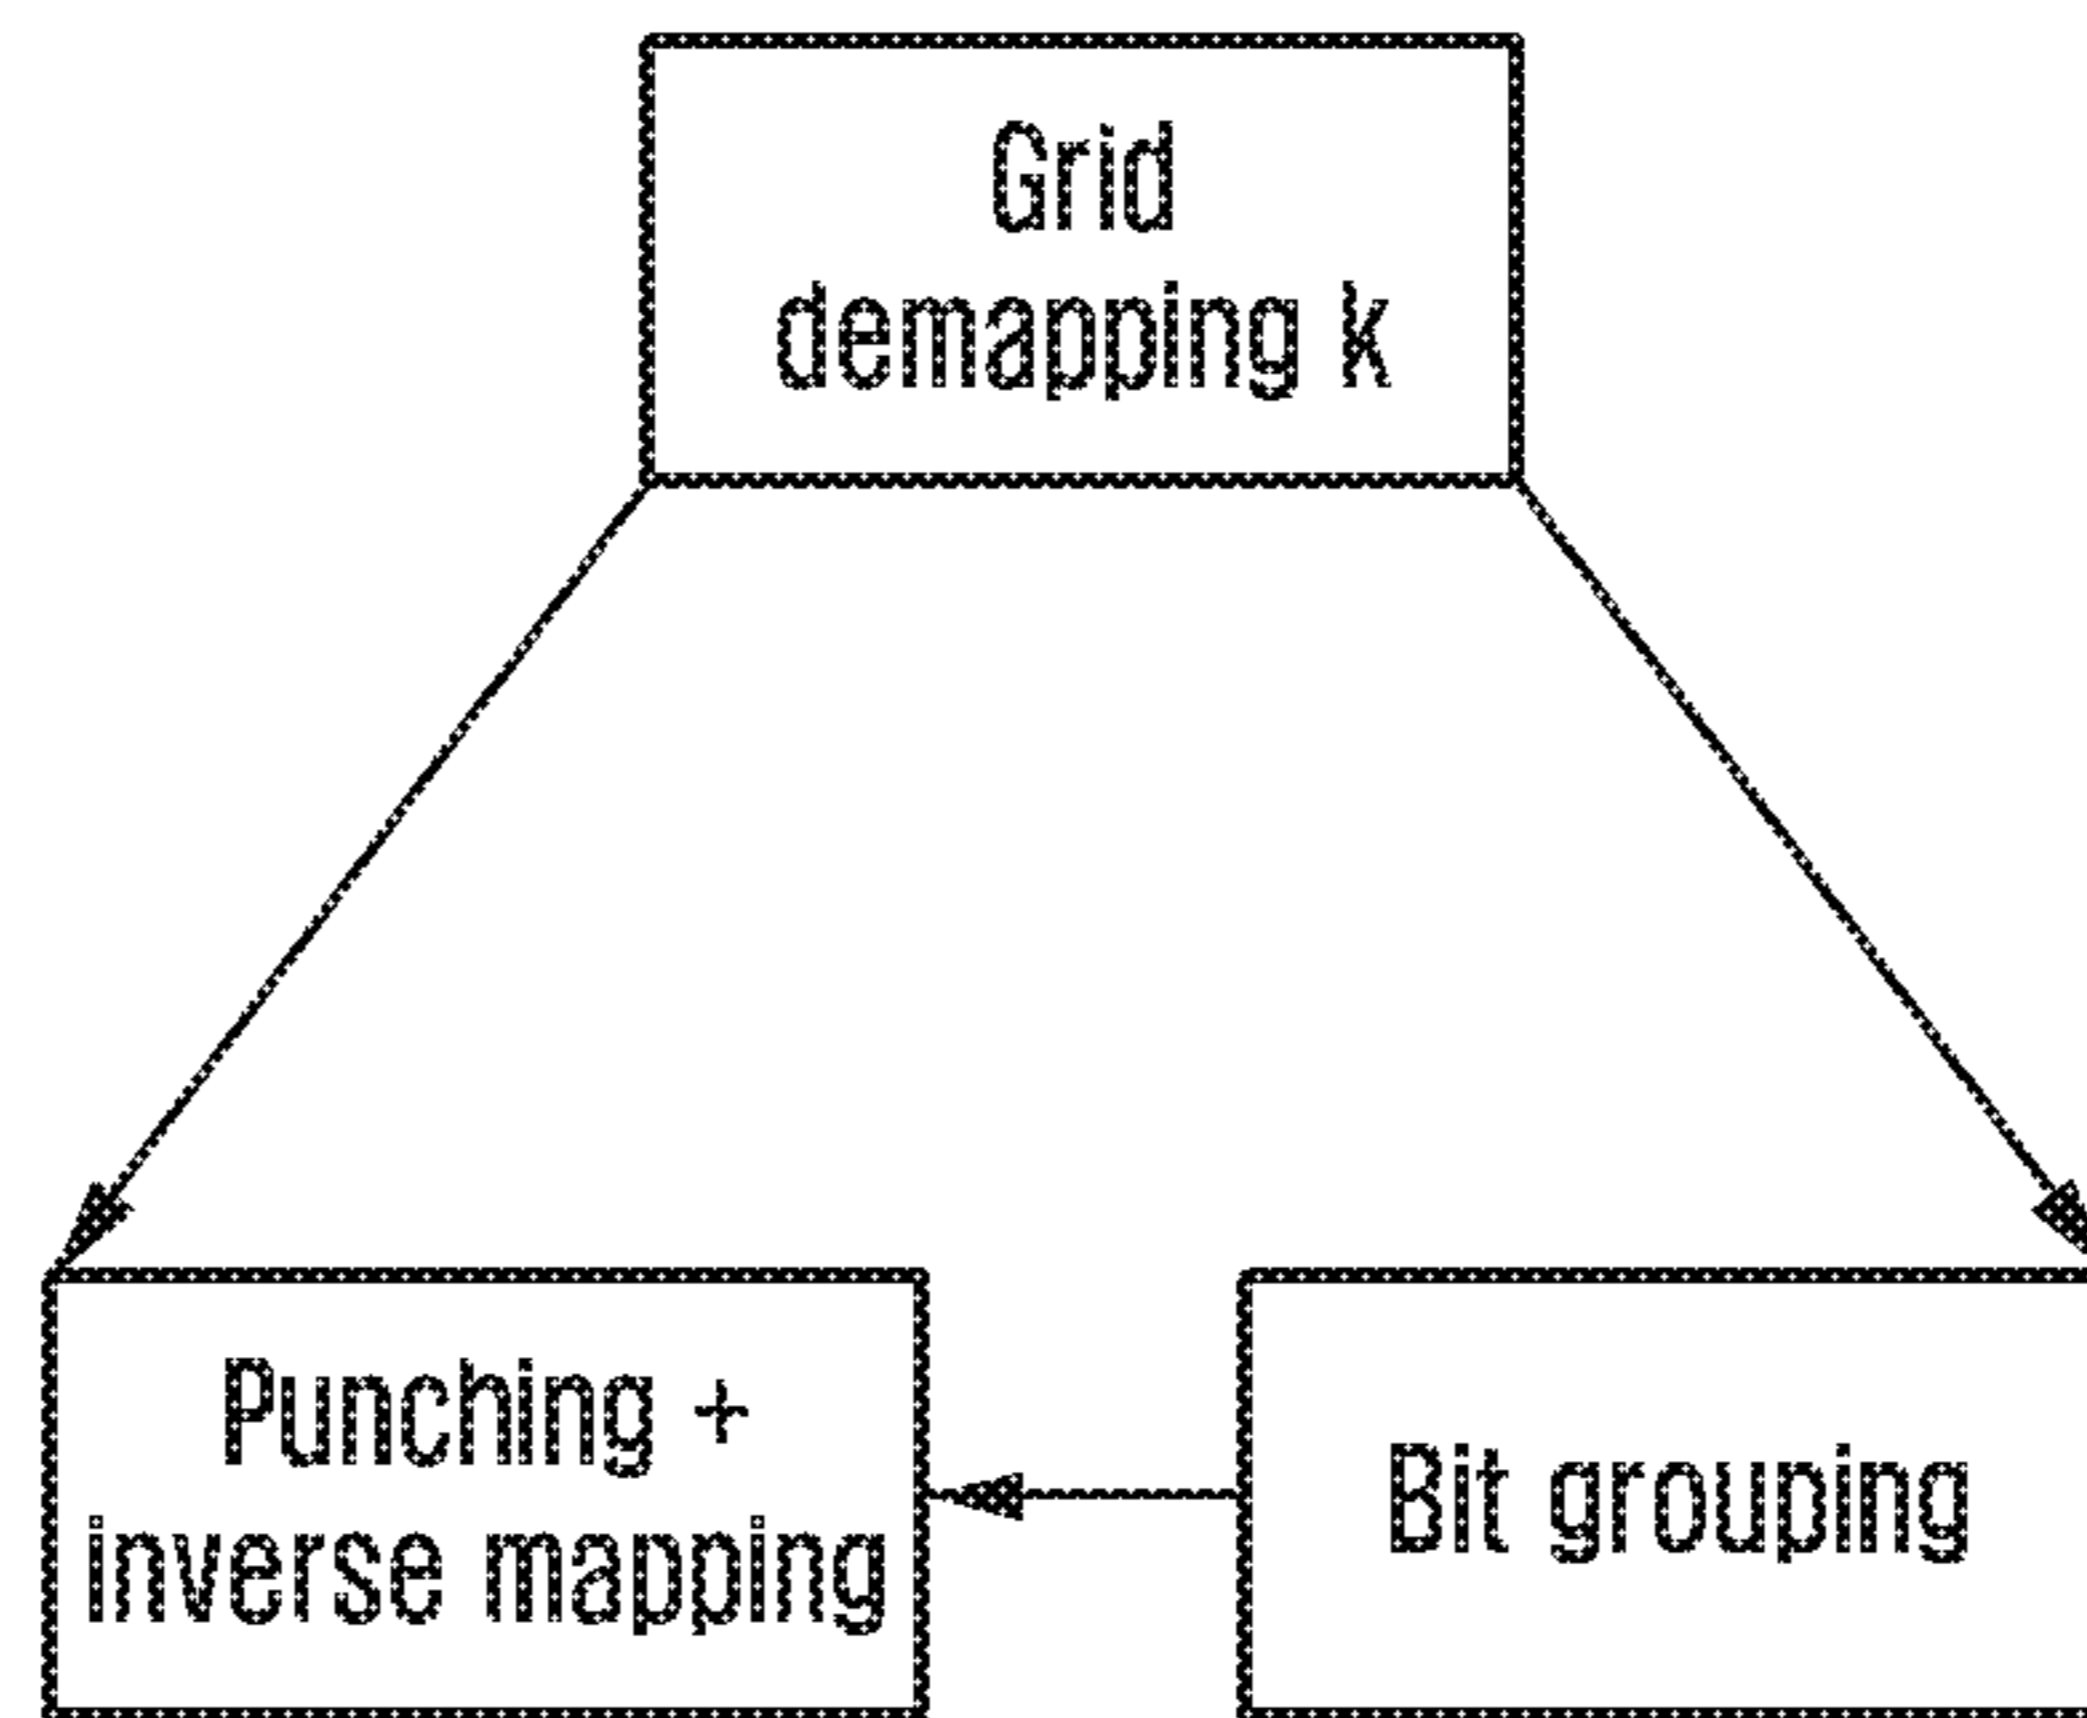 Grid
demapping k
Punching +
inverse mapping
Bit grouping